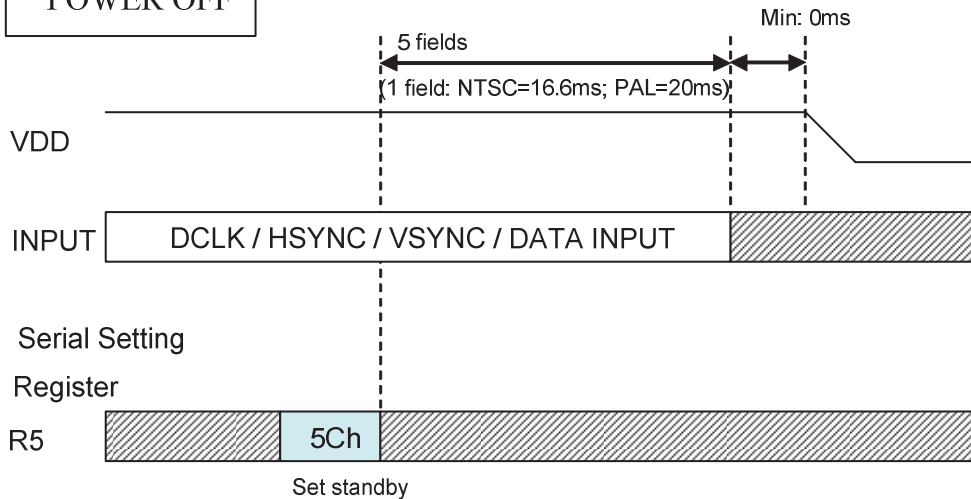 POWER OFF
Min: 0ms
5 fields
(1 field: NTSC=16.6ms; PAL=20ms)
VDD
INPUT
DCLK / HSYNC / VSYNC / DATA INPUT
Serial Setting
Register
R5
5Ch
Set standby